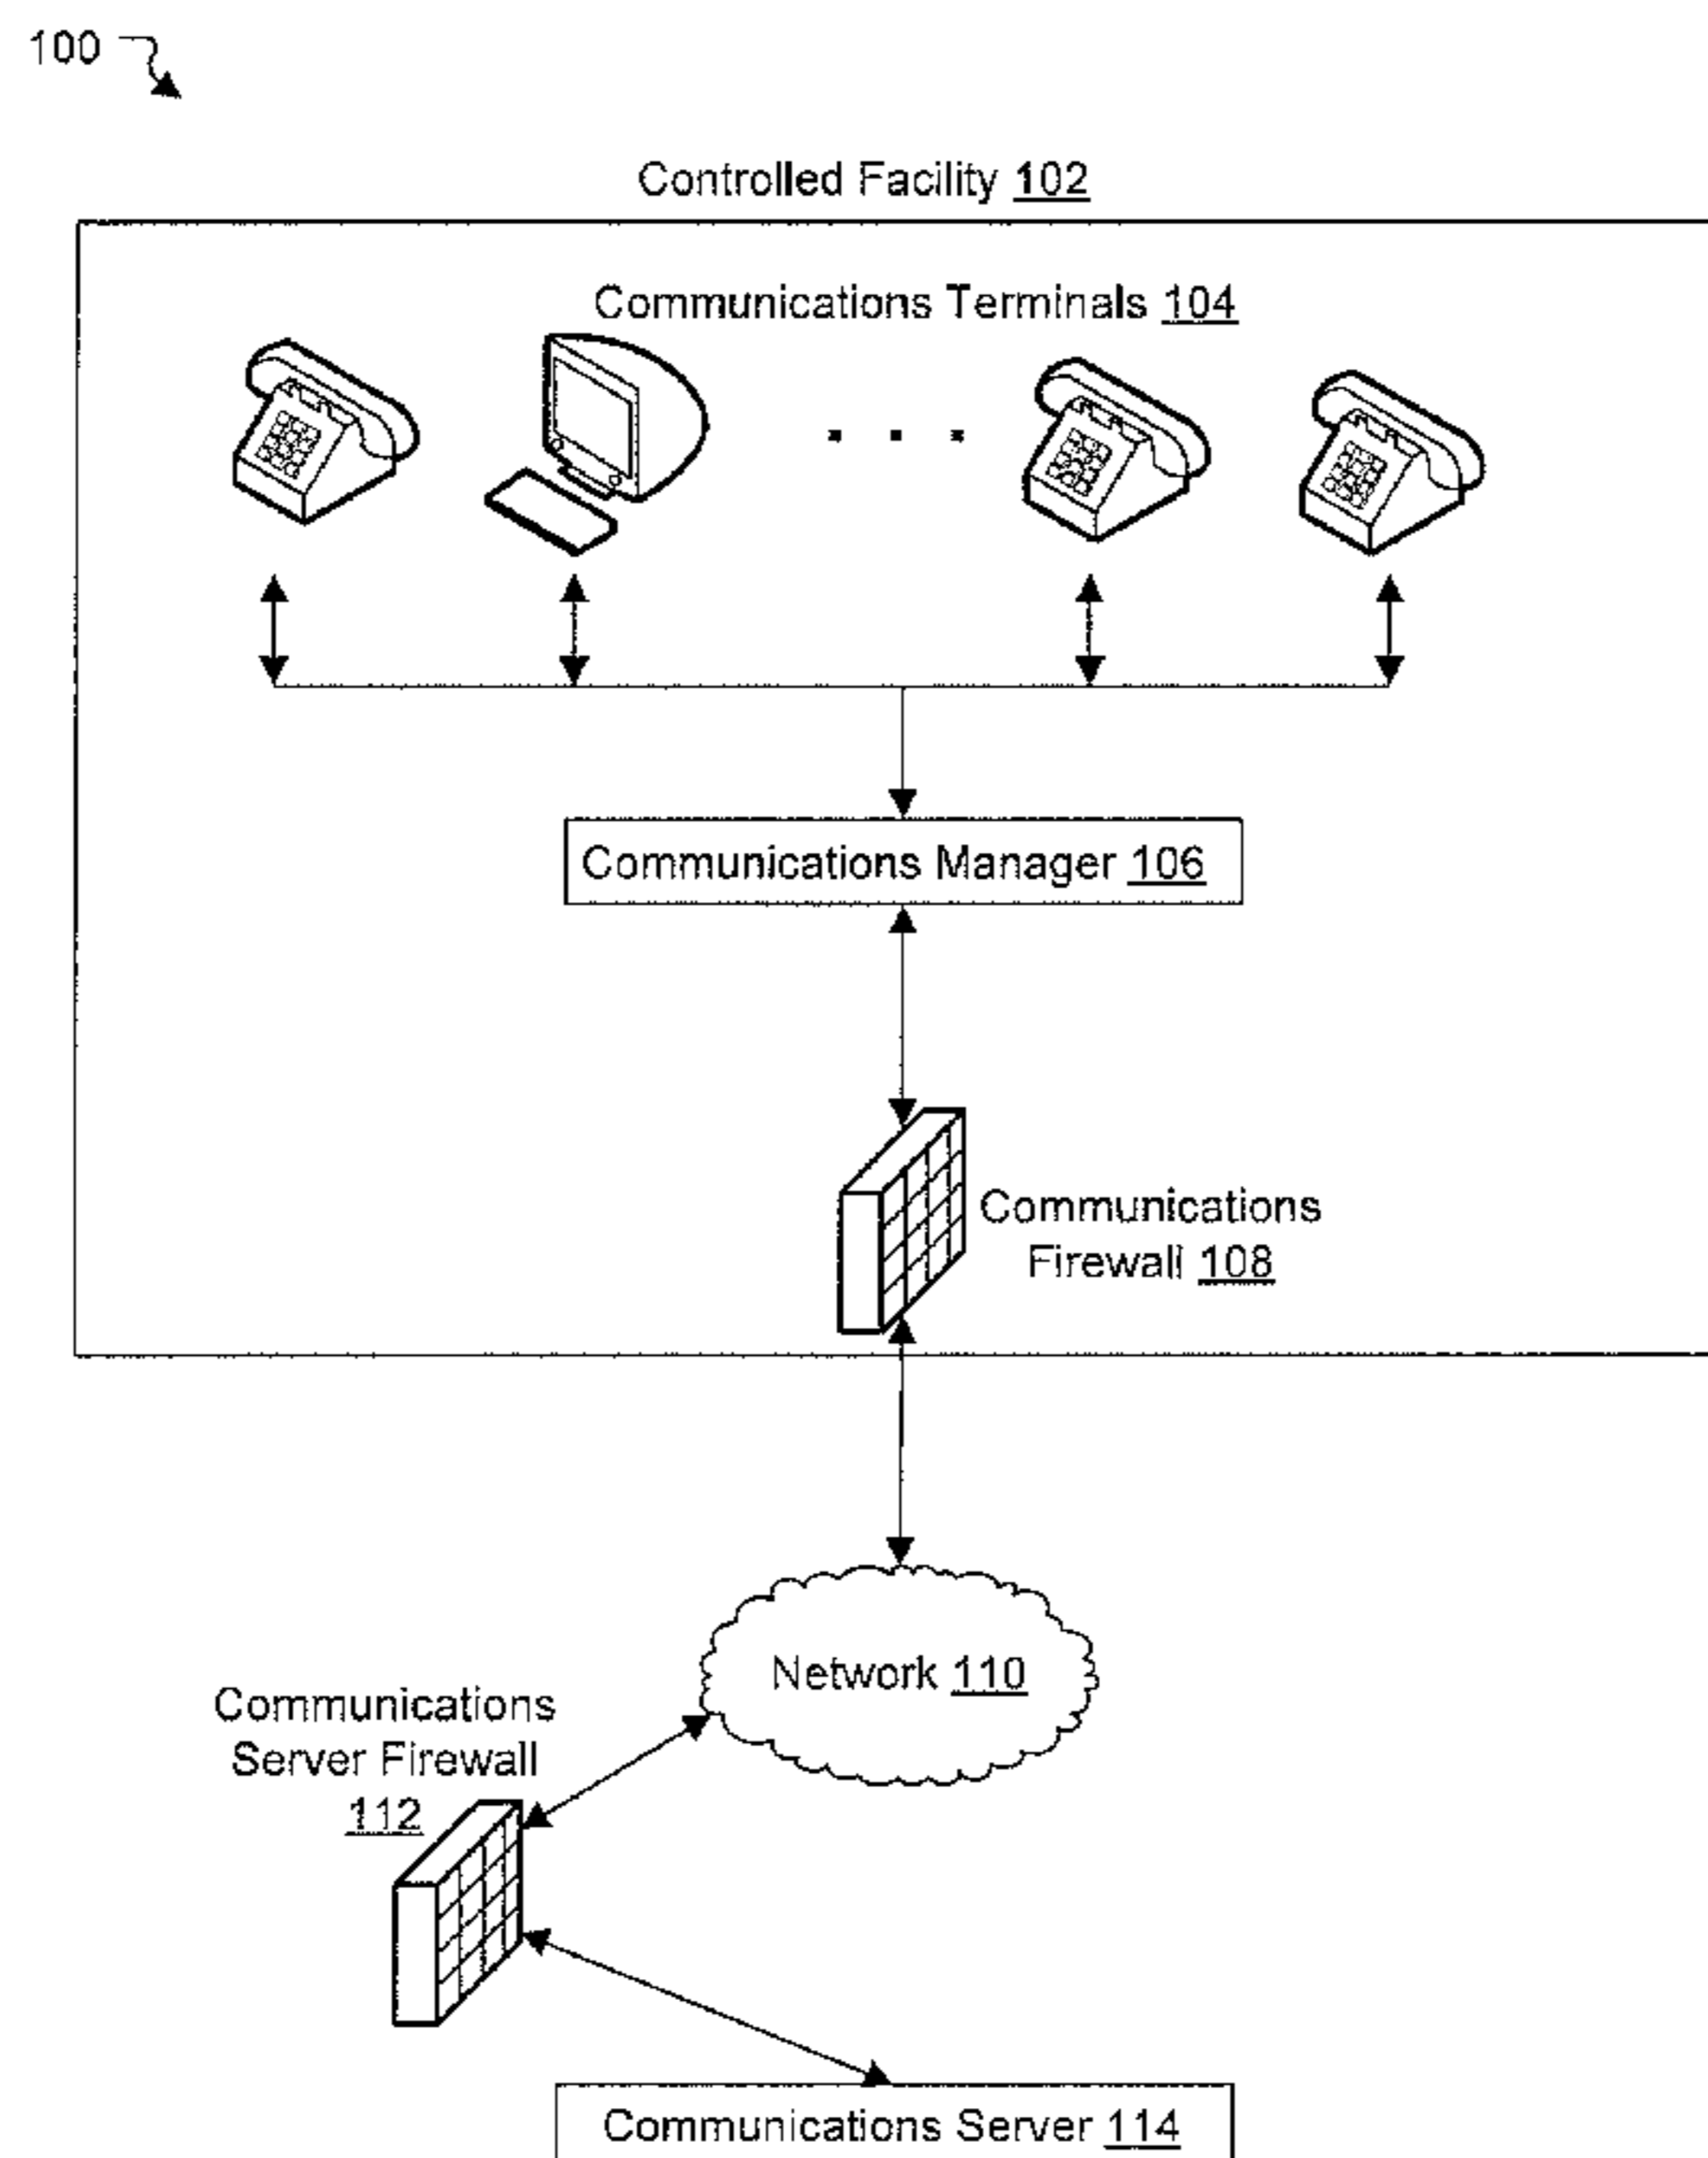 100
Controlled Facility 102
Communications Terminals 104
Communications Manager 106
Communications
Firewall 108
Network 110
Communications
Server Firewall
112
Communications Server 114